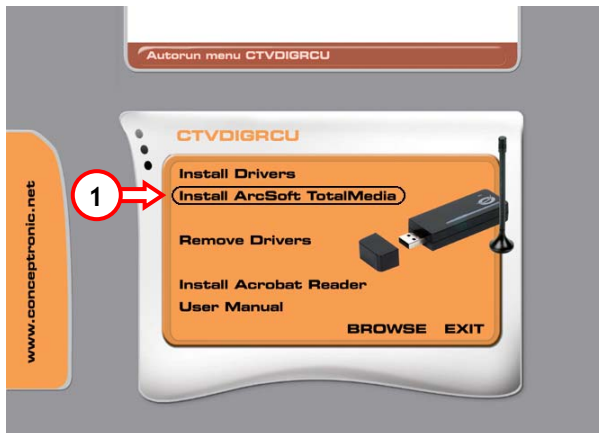 Autorun menu CTVDIGRCU
www.conceptronic.net
CTVDIGRCU
Install Drivers
1
Install ArcSoft TotalMedia
Remove Drivers
Install Acrobat Reader
User Manual
BROWSE EXIT